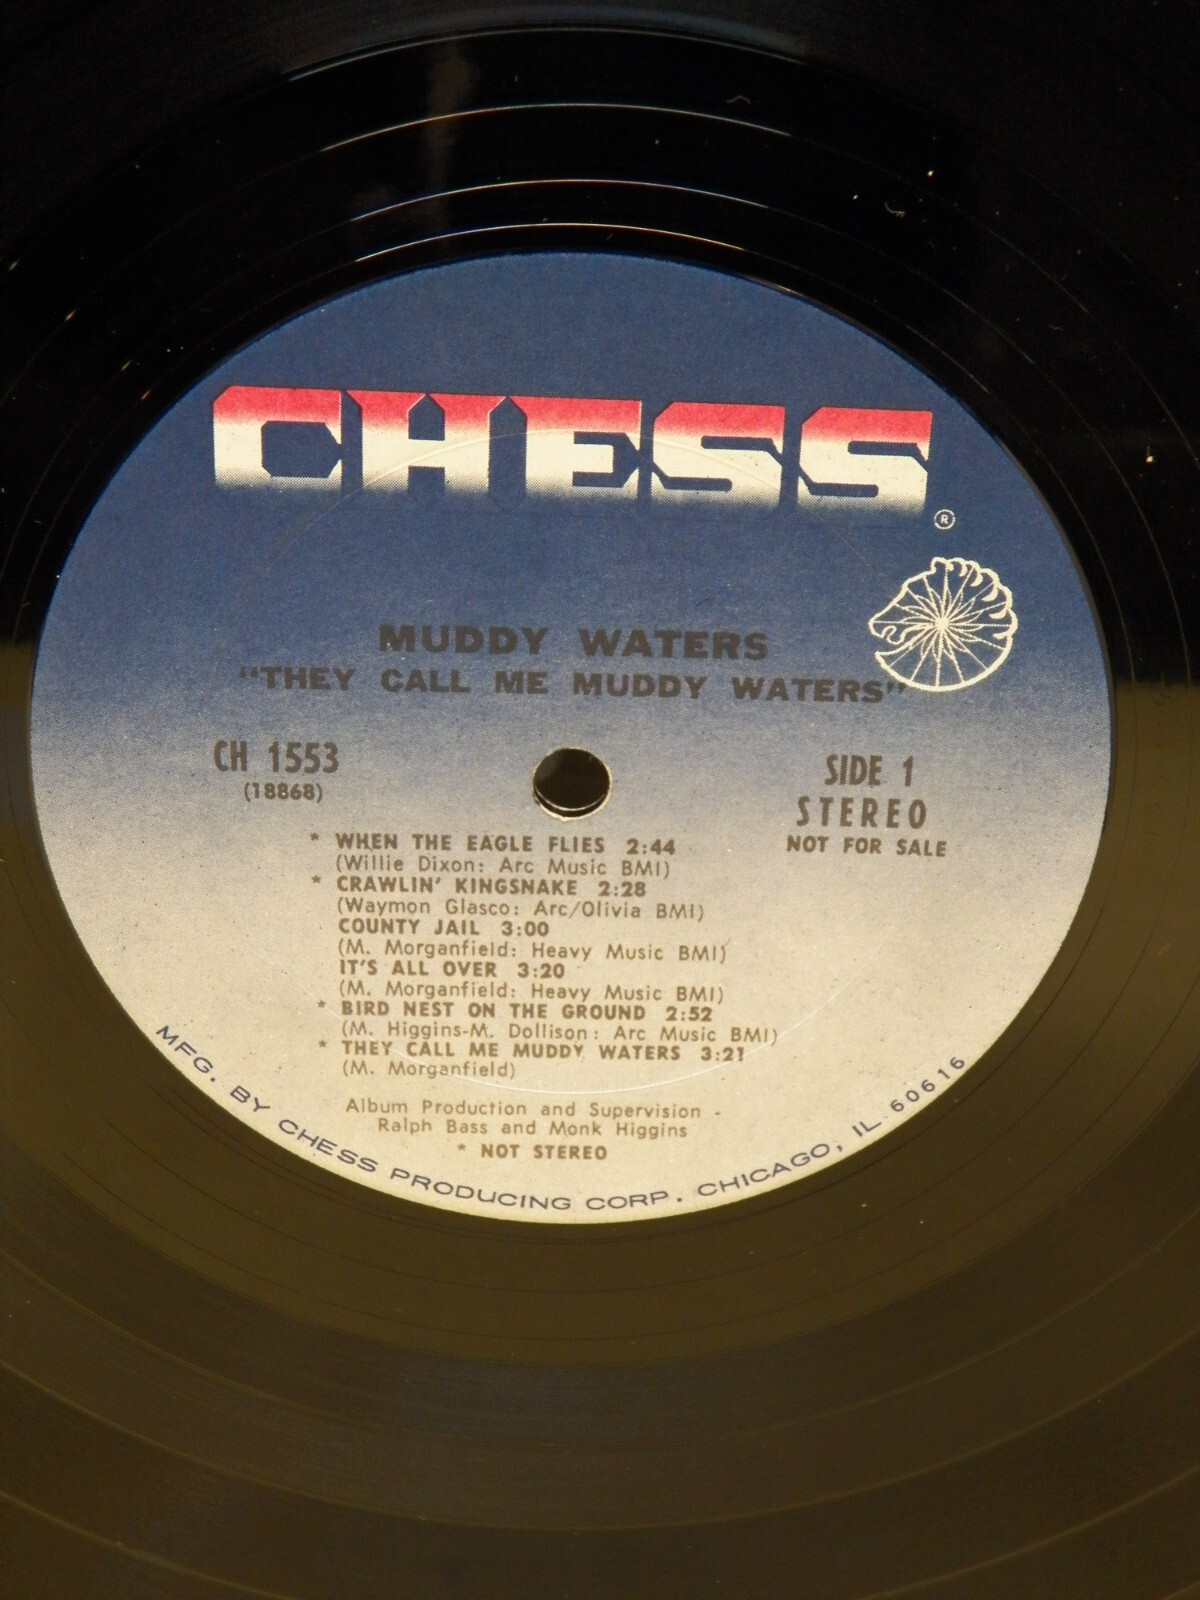 CHESS ®
MUDDY WATERS
"THEY CALL ME MUDDY WATERS"
CH 1553
(18868)
SIDE 1
STEREO
NOT FOR SALE
* WHEN THE EAGLE FLIES 2:44
(Willie Dixon: Arc Music BMI)
* CRAWLIN' KINGSNAKE 2:28
(Waymon Glasco: Arc/Olivia BMI)
COUNTY JAIL 3:00
(M. Morganfield: Heavy Music BMI)
IT'S ALL OVER 3:20
(M. Morganfield: Heavy Music BMI)
* BIRD NEST ON THE GROUND 2:52
(M. Higgins-M. Dollison: Arc Music BMI)
* THEY CALL ME MUDDY WATERS 3:21
(M. Morganfield)
Album Production and Supervision -
Ralph Bass and Monk Higgins
* NOT STEREO
MFG. BY CHESS PRODUCING CORP. CHICAGO, IL. 60616